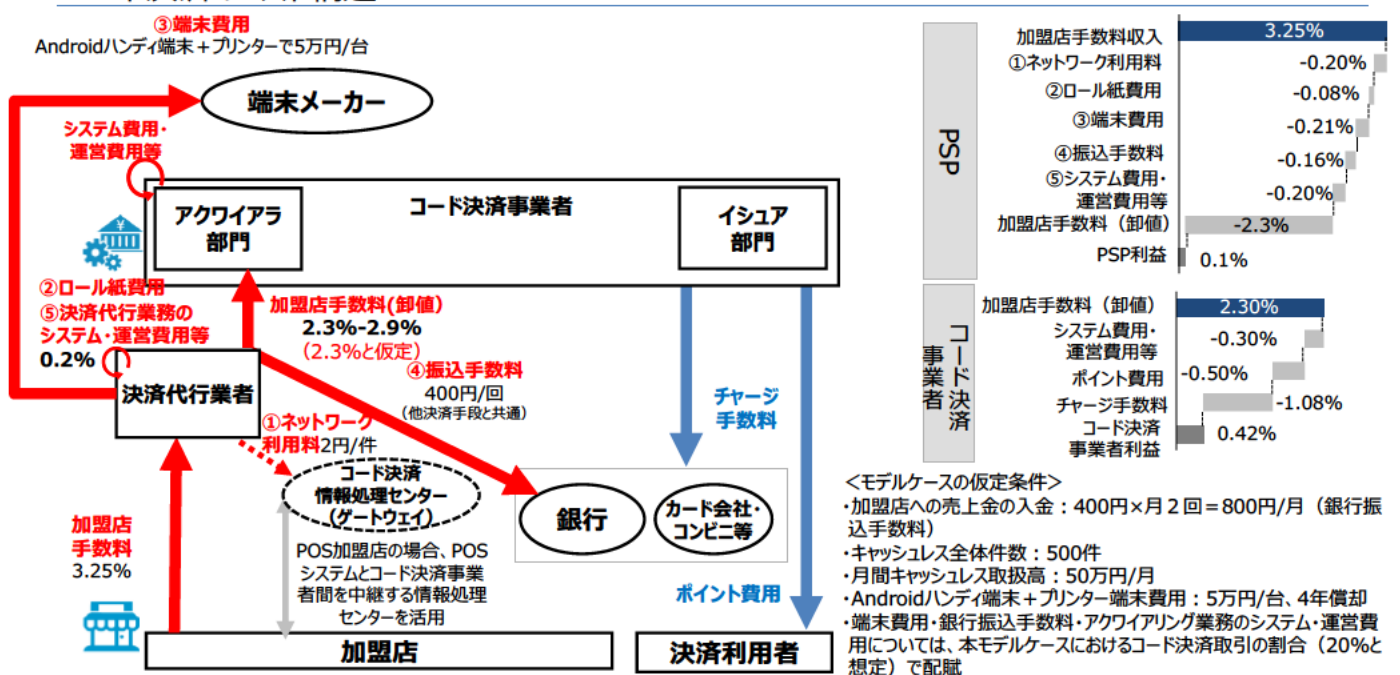 ③端末費用
Androidハンディ端末＋プリンターで5万円/台
端末メーカー
システム費用・
運営費用等
コード決済事業者
アクワイアラ
部門
イシュア
部門
②ロール紙費用
⑤決済代行業務の
システム・運営費用等
0.2%
加盟店手数料(卸値)
2.3%-2.9%
(2.3%と仮定)
④振込手数料
400円/回
(他決済手段と共通)
決済代行業者
チャージ
手数料
①ネットワーク
利用料2円/件
コード決済
情報処理センター
(ゲートウェイ)
銀行
カード会社・
コンビニ等
加盟店
手数料
3.25%
POS加盟店の場合、POS
システムとコード決済事業
者間を中継する情報処理
センターを活用
ポイント費用
加盟店
決済利用者
PSP
加盟店手数料収入
3.25%
①ネットワーク利用料
-0.20%
②ロール紙費用
-0.08%
③端末費用
-0.21%
④振込手数料
-0.16%
⑤システム費用・
運営費用等
-0.20%
加盟店手数料（卸値）
-2.3%
PSP利益
0.1%
コード決済
事業者
加盟店手数料（卸値）
2.30%
システム費用・
運営費用等
-0.30%
ポイント費用
-0.50%
チャージ手数料
-1.08%
コード決済
事業者利益
0.42%
＜モデルケースの仮定条件＞
・加盟店への売上金の入金：400円×月２回＝800円/月（銀行振
込手数料）
・キャッシュレス全体件数：500件
・月間キャッシュレス取扱高：50万円/月
・Androidハンディ端末＋プリンター端末費用：5万円/台、4年償却
・端末費用・銀行振込手数料・アクワイアリング業務のシステム・運営費
用については、本モデルケースにおけるコード決済取引の割合（20%と
想定）で配賦